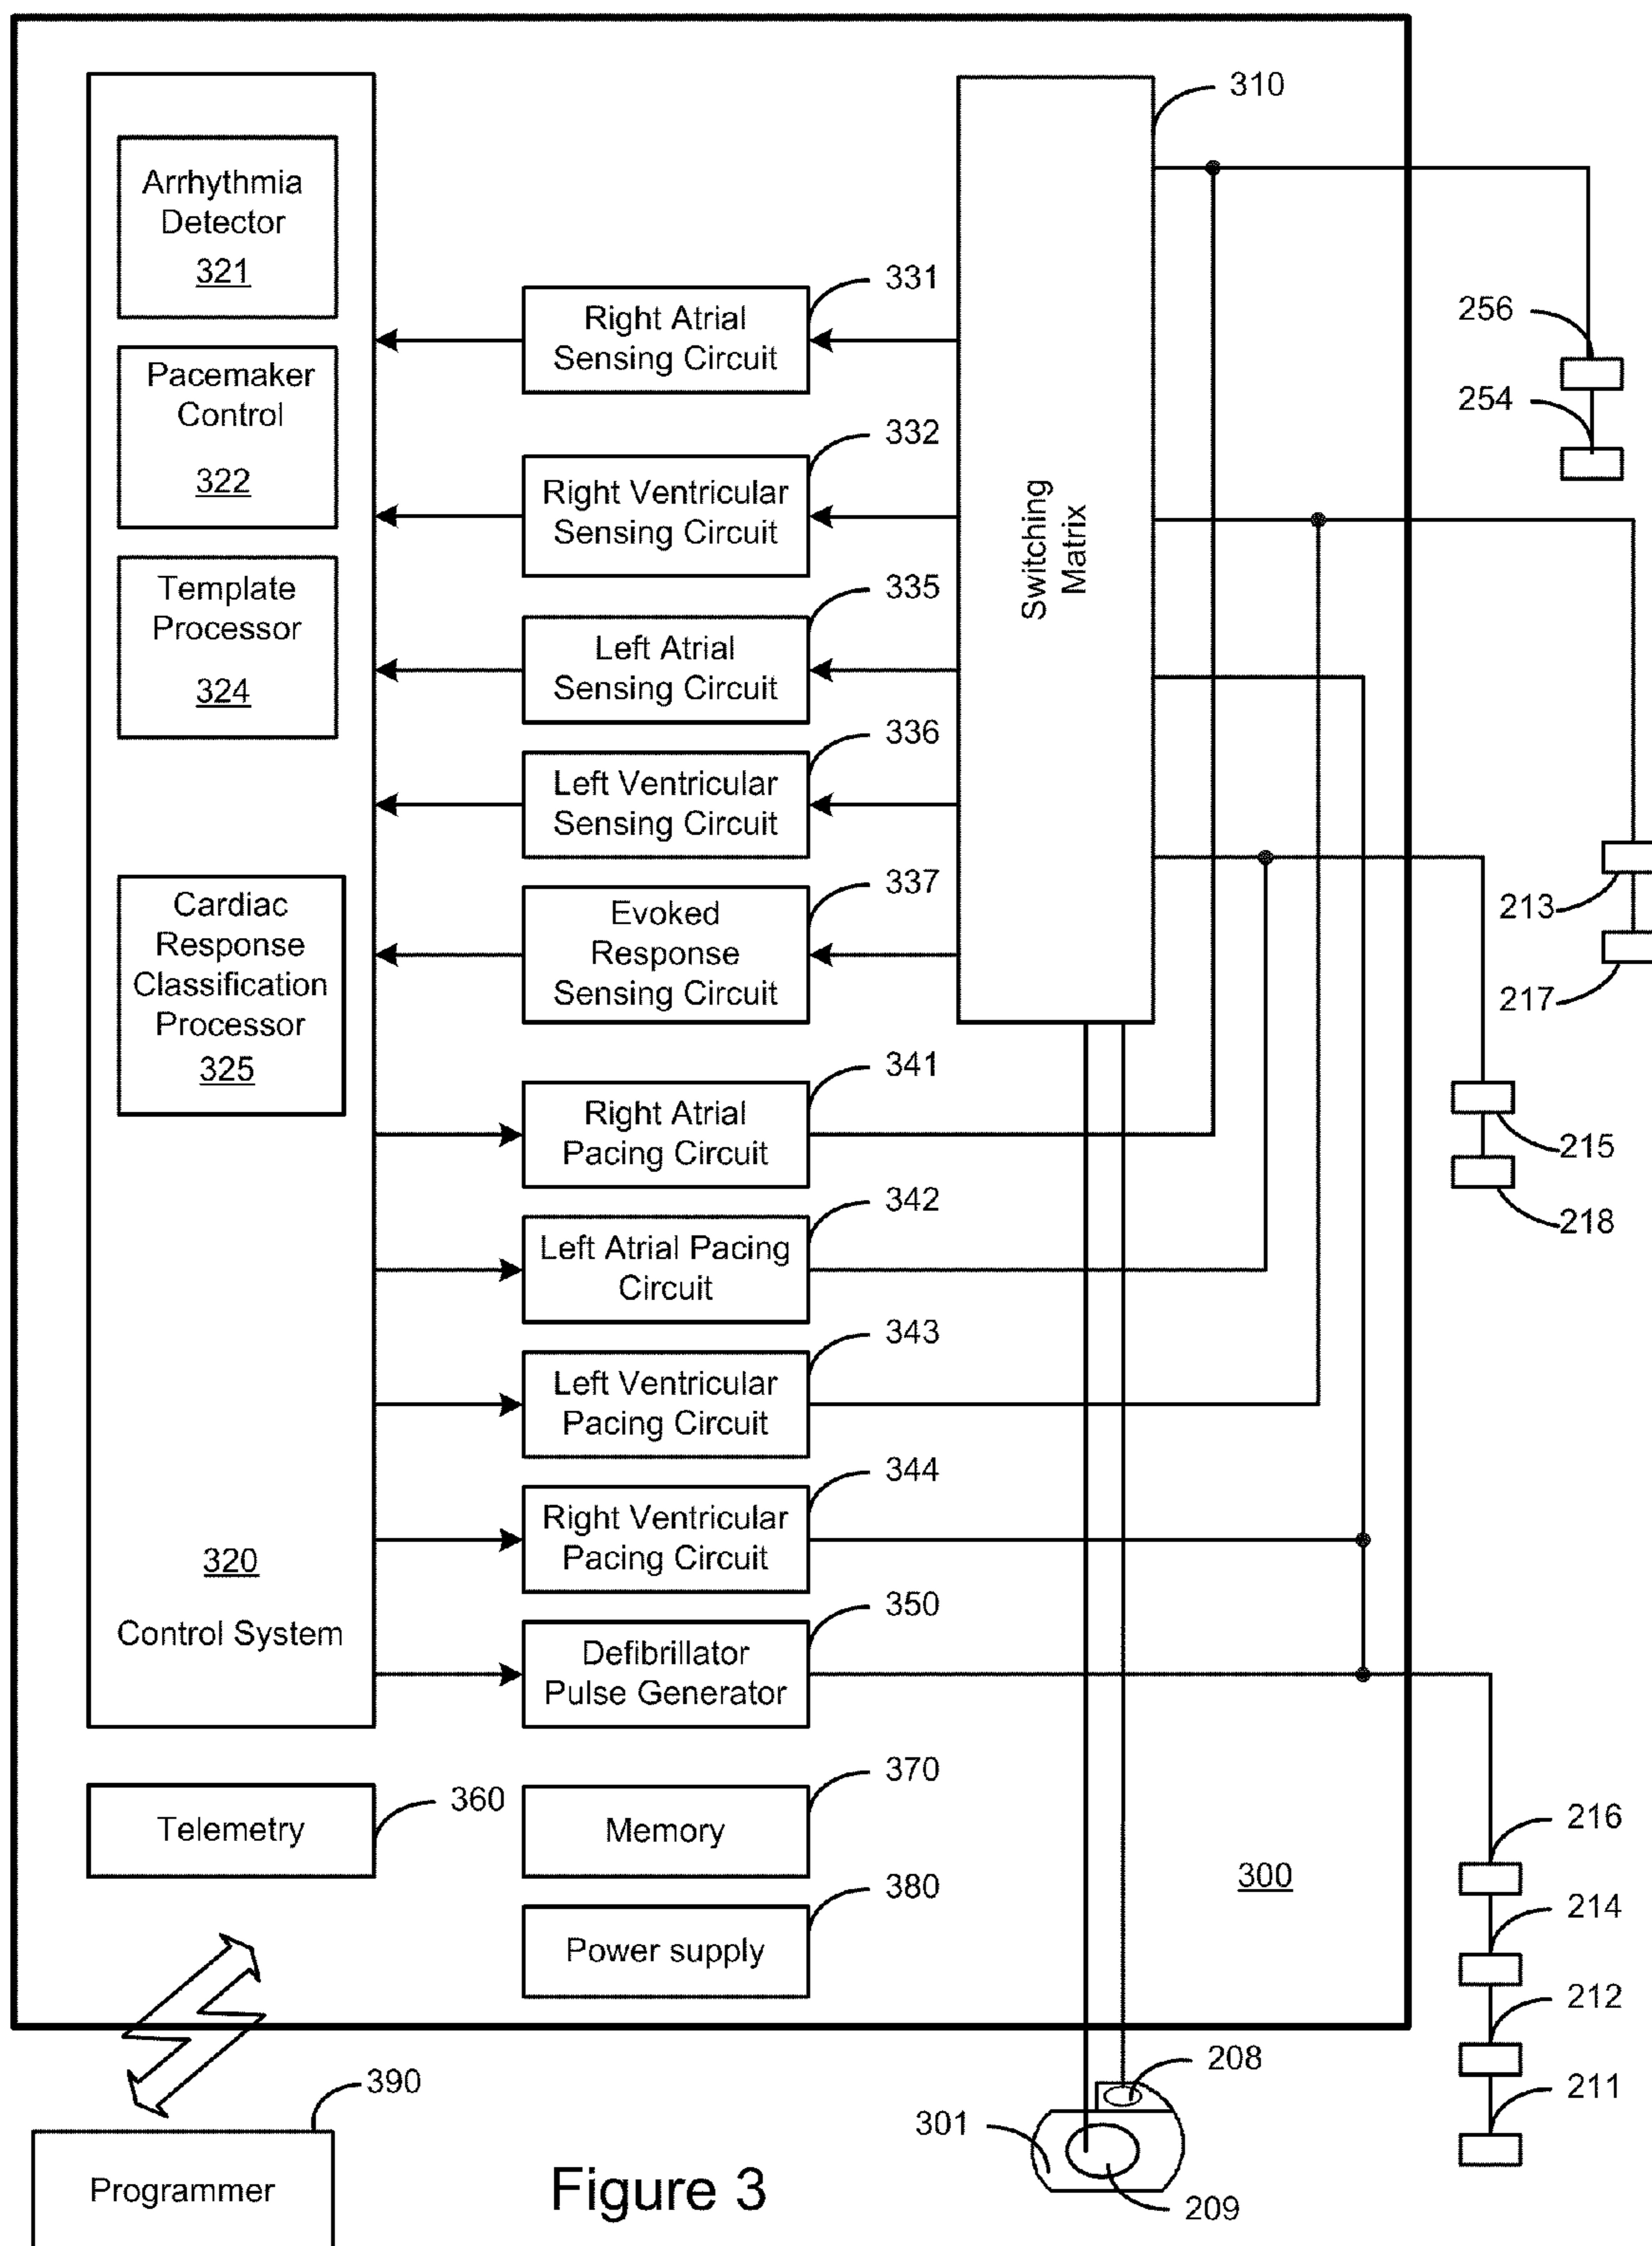 310
Arrhythmia
Detector
321
Pacemaker
Control
322
Template
Processor
324
Cardiac
Response
Classification
Processor
325
320
Control System
331
Right Atrial
Sensing Circuit
332
Right Ventricular
Sensing Circuit
335
Left Atrial
Sensing Circuit
336
Left Ventricular
Sensing Circuit
337
Evoked
Response
Sensing Circuit
341
Right Atrial
Pacing Circuit
342
Left Atrial Pacing
Circuit
343
Left Ventricular
Pacing Circuit
344
Right Ventricular
Pacing Circuit
350
Defibrillator
Pulse Generator
Switching
Matrix
256
254
213
217
215
218
Telemetry
360
370
Memory
380
Power supply
300
216
214
212
211
208
301
209
390
Programmer
Figure 3